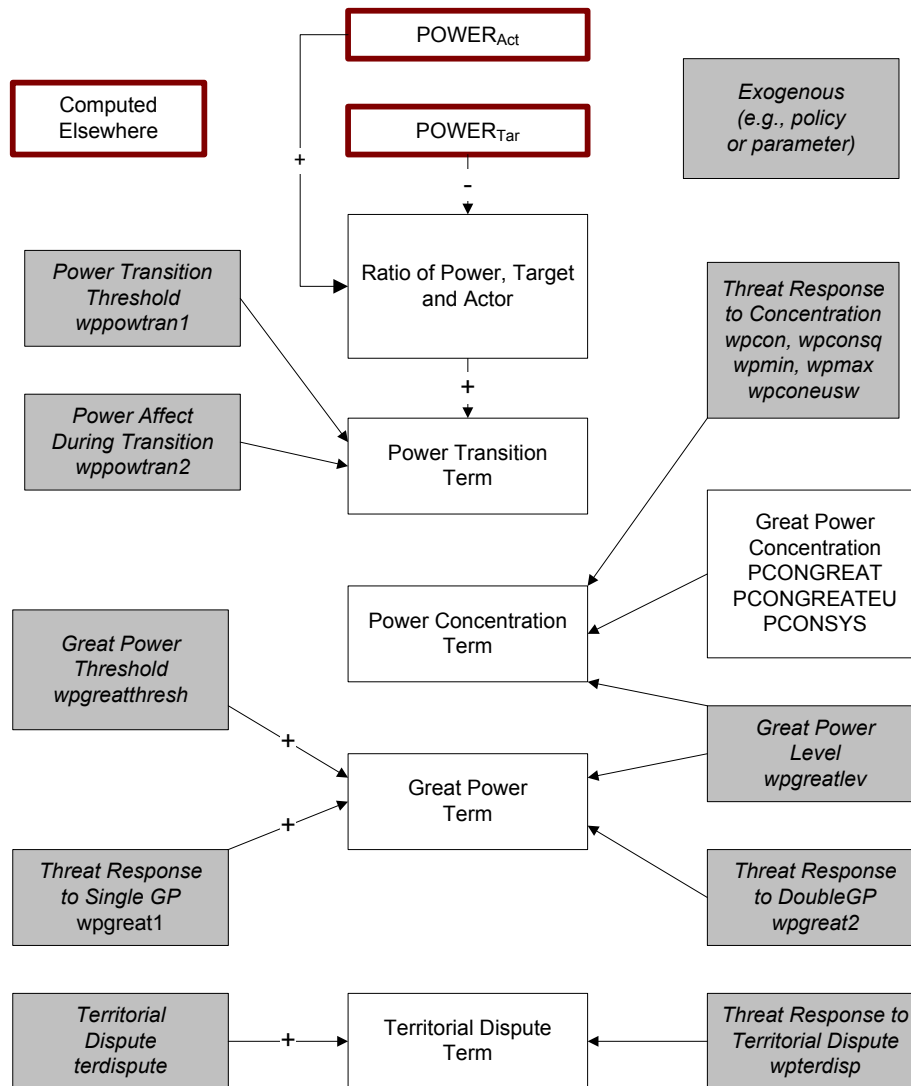 POWERAct
Computed
Elsewhere
POWERTar
Exogenous
(e.g., policy
or parameter)
+
-
Power Transition
Threshold
wppowtran1
Ratio of Power, Target
and Actor
Threat Response
to Concentration
wpcon, wpconsq
wpmin, wpmax
wpconeusw
+
Power Affect
During Transition
wppowtran2
Power Transition
Term
Great Power
Concentration
PCONGREAT
PCONGREATEU
PCONSYS
Power Concentration
Term
Great Power
Threshold
wpgreatthresh
+
Great Power
Level
wpgreatlev
Great Power
Term
+
Threat Response
to Single GP
wpgreat1
Threat Response
to DoubleGP
wpgreat2
Territorial
Dispute
terdispute
+
Territorial Dispute
Term
Threat Response to
Territorial Dispute
wpterdisp